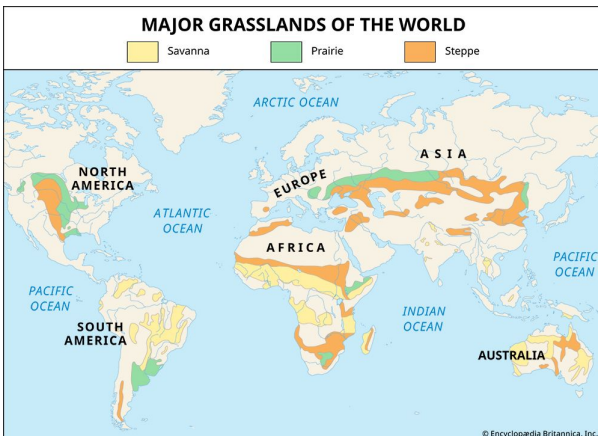 MAJOR GRASSLANDS OF THE WORLD
Savanna
Prairie
Steppe
ARCTIC OCEAN
ASIA
NORTH
AMERICA
EUROPE
ATLANTIC
OCEAN
AFRICA
PACIFIC
OCEAN
PACIFIC
OCEAN
INDIAN
OCEAN
SOUTH
AMERICA
AUSTRALIA
© Encyclopædia Britannica, Inc.